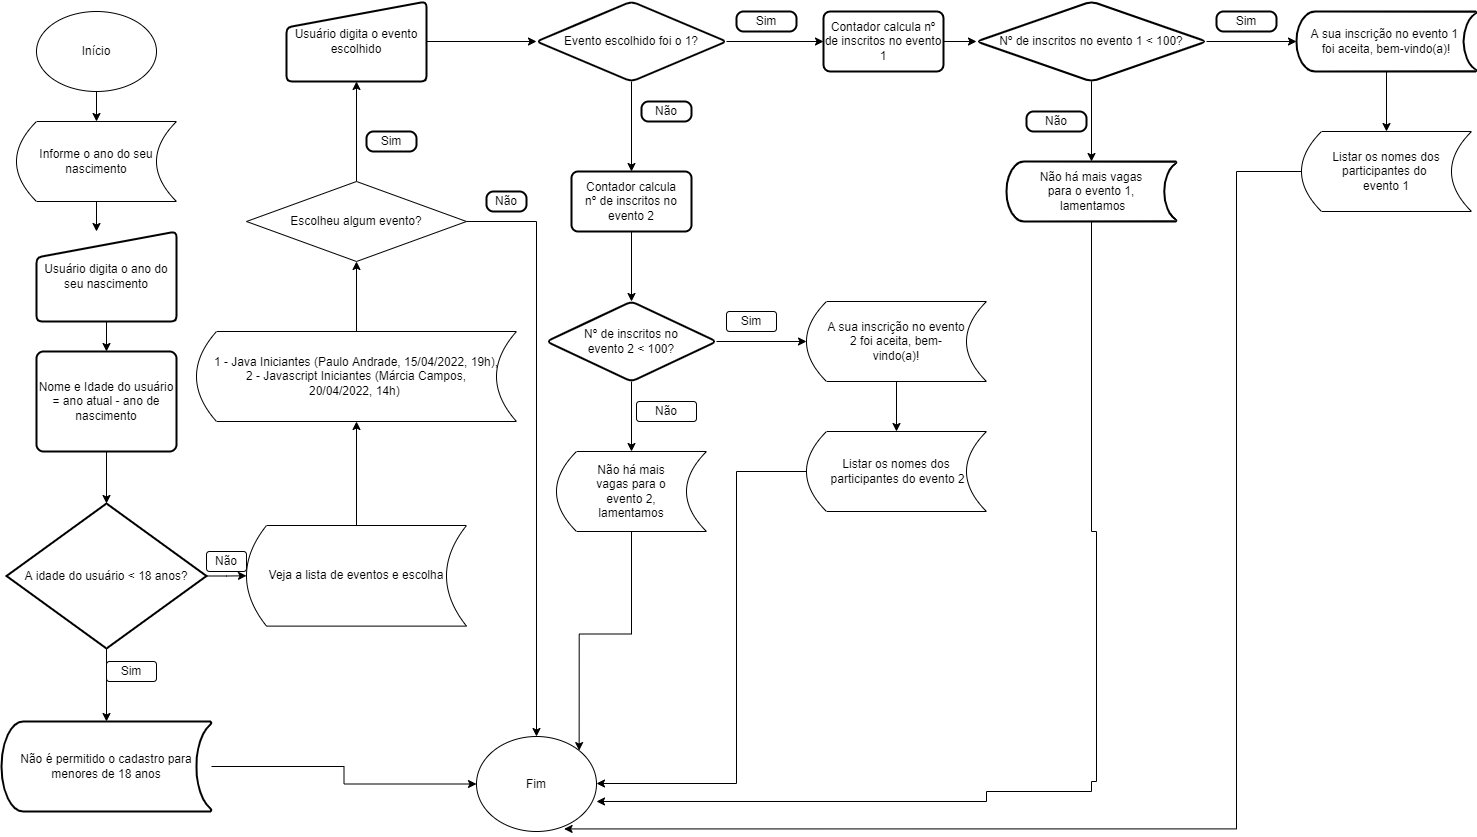 Início
Informe o ano do seu
nascimento
Usuário digita o ano do
seu nascimento
Nome e Idade do usuário
= ano atual - ano de
nascimento
A idade do usuário < 18 anos?
Sim
Não é permitido o cadastro para
menores de 18 anos
Não
Veja a lista de eventos e escolha
1 - Java Iniciantes (Paulo Andrade, 15/04/2022, 19h),
2 - Javascript Iniciantes (Márcia Campos,
20/04/2022, 14h)
Escolheu algum evento?
Não
Sim
Usuário digita o evento
escolhido
Evento escolhido foi o 1?
Sim
Contador calcula nº
de inscritos no evento
1
Nº de inscritos no evento 1 < 100?
Sim
A sua inscrição no evento 1
foi aceita, bem-vindo(a)!
Listar os nomes dos
participantes do
evento 1
Não
Não há mais vagas
para o evento 1,
lamentamos
Não
Contador calcula
nº de inscritos no
evento 2
Nº de inscritos no
evento 2 < 100?
Sim
A sua inscrição no evento
2 foi aceita, bem-
vindo(a)!
Listar os nomes dos
participantes do evento 2
Não
Não há mais
vagas para o
evento 2,
lamentamos
Fim